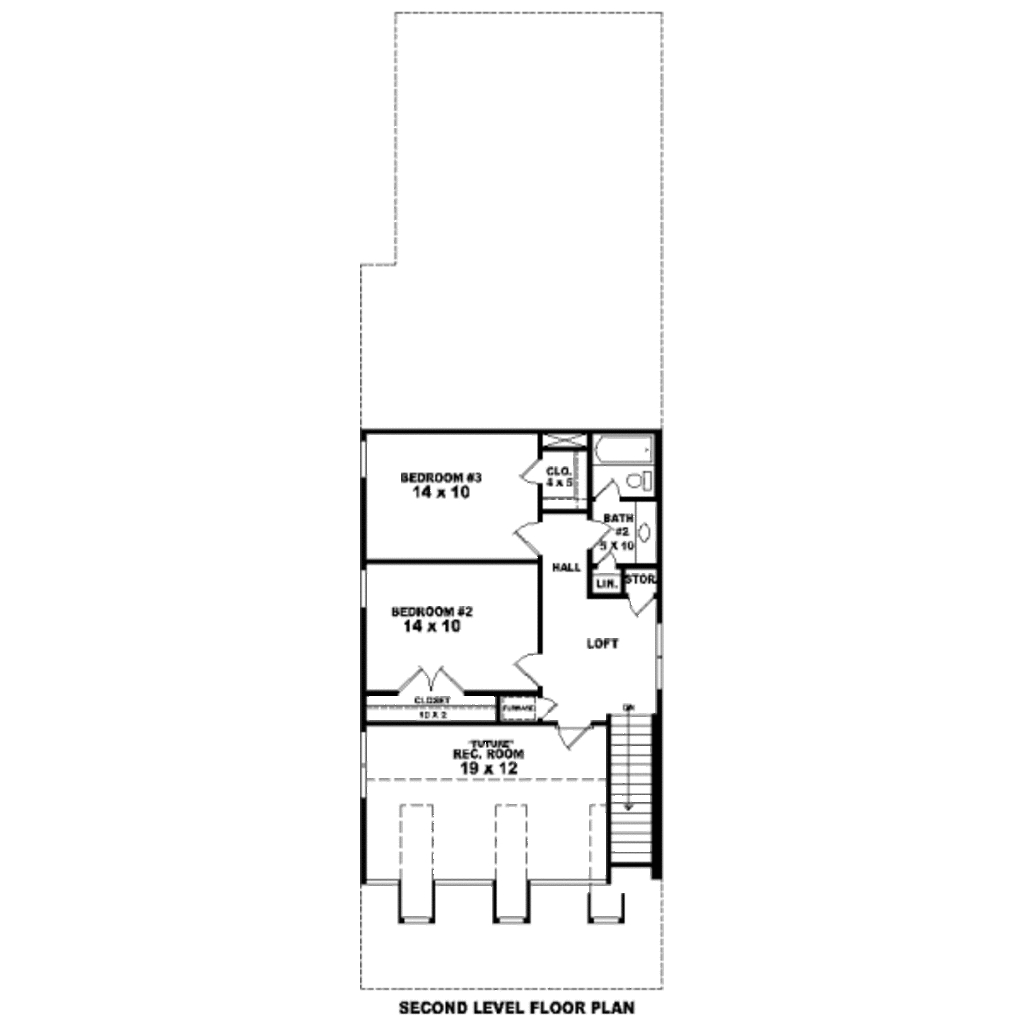 BEDROOM #3
14 x 10
CLO.
4 x 5
BATH
#2
5 X 10
HALL
LIN.
STOR.
BEDROOM #2
14 x 10
LOFT
CLOSET
10 X 2
FURNACE
DN
"FUTURE"
REC. ROOM
19 x 12
SECOND LEVEL FLOOR PLAN